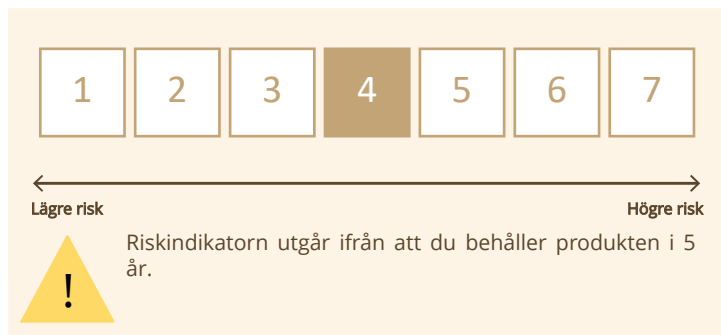 1 2 3 4 5 6 7
Lägre risk Högre risk
Riskindikatorn utgår ifrån att du behåller produkten i 5
år.
!